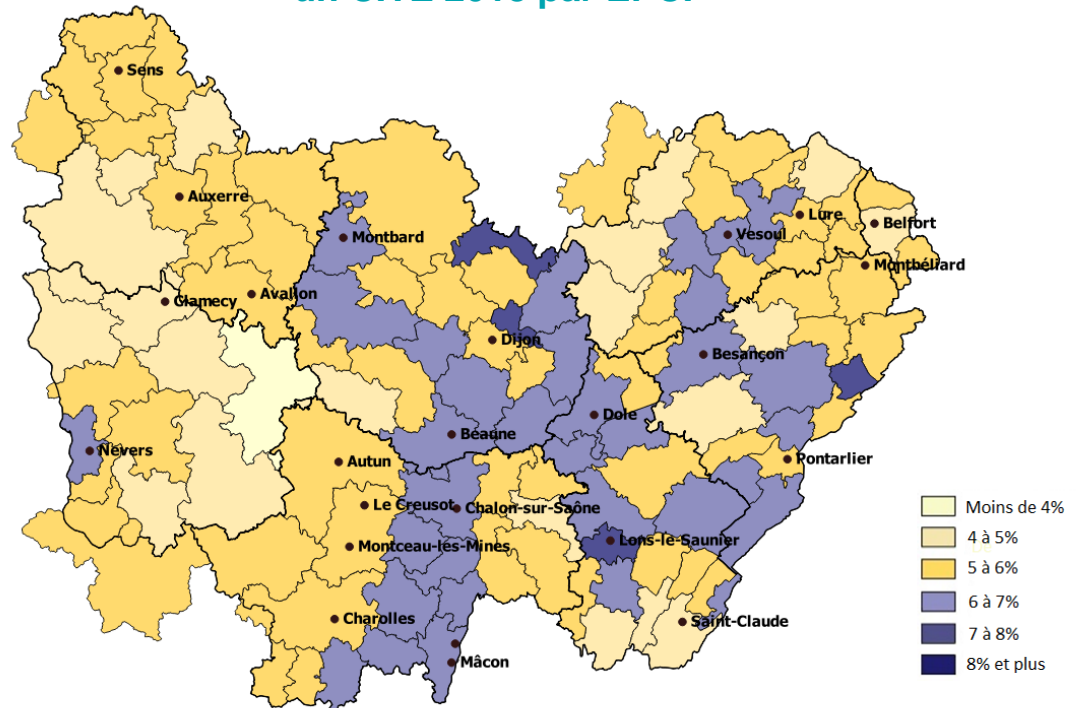 Sens
Auxerre
Montbard
Lure
Belfort
Vesoul
Montbéliard
Avallon
Clamecy
Dijon
Besançon
Dole
Beaune
Nevers
Autun
Pontarlier
Le Creusot
Chalon-sur-Saône
Montceau-les-Mines
Lons-le-Saunier
Charolles
Saint-Claude
Mâcon
Moins de 4%
4 à 5%
5 à 6%
6 à 7%
7 à 8%
8% et plus